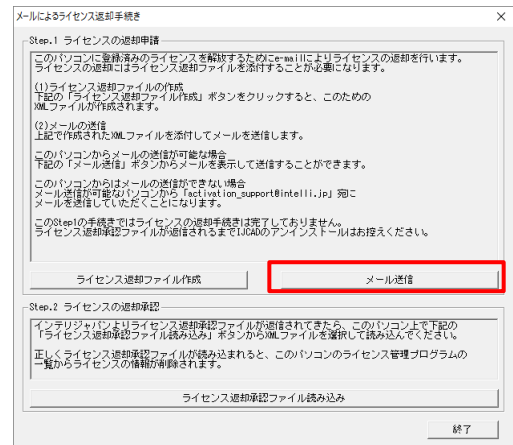 メールによるライセンス返却手続き
Step.1 ライセンスの返却申請
このパソコンに登録済みのライセンスを解放するためにe-mailによりライセンスの返却を行います。
ライセンスの返却にはライセンス返却ファイルを添付することが必要になります。
(1)ライセンス返却ファイルの作成
下記の「ライセンス返却ファイル作成」ボタンをクリックすると、このための
XMLファイルが作成されます。
(2)メールの送信
上記で作成されたXMLファイルを添付してメールを送信します。
このパソコンからメールの送信が可能な場合
下記の「メール送信」ボタンからメールを表示して送信することができます。
このパソコンからはメールの送信ができない場合
メール送信が可能なパソコンから「activation_support@intelli.jp」宛に
メールを送信していただくことになります。
このStep1の手続きではライセンスの返却手続きは完了しておりません。
ライセンス返却承認ファイルが返信されるまでIJCADのアンインストールはお控えください。
ライセンス返却ファイル作成
メール送信
Step.2 ライセンスの返却承認
インテリジャパンよりライセンス返却承認ファイルが返信されてきたら、このパソコン上で下記の
「ライセンス返却承認ファイル読み込み」ボタンからXMLファイルを選択して読み込んでください。
正しくライセンス返却承認ファイルが読み込まれると、このパソコンのライセンス管理プログラムの
一覧からライセンスの情報が削除されます。
ライセンス返却承認ファイル読み込み
終了